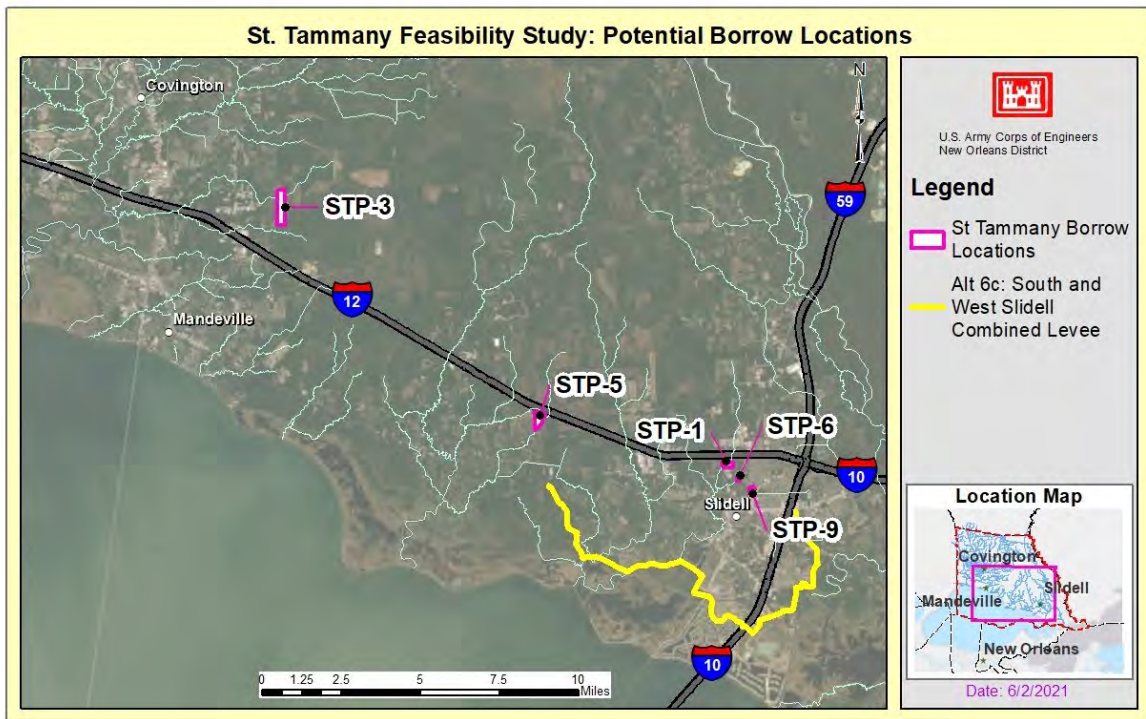 St. Tammany Feasibility Study: Potential Borrow Locations
Covington
N
59
STP-3
12
Mandeville
STP-5
STP-1
STP-6
10
Slidell
STP-9
10
0 1.25 2.5 5 7.5 10
Miles
U.S. Army Corps of Engineers
New Orleans District
Legend
St Tammany Borrow
Locations
Alt 6c: South and
West Slidell
Combined Levee
Location Map
Covington
Slidell
Mandeville
New Orleans
Date: 6/2/2021